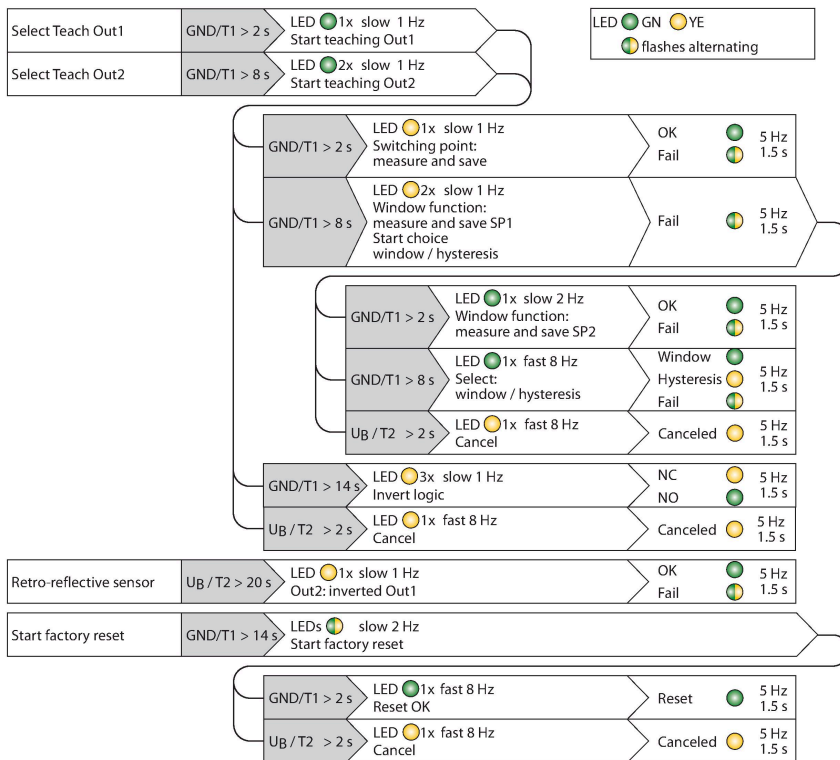 LED GN YE
flashes alternating
Select Teach Out1 GND/T1 > 2 s LED 1x slow 1 Hz
Start teaching Out1
Select Teach Out2 GND/T1 > 8 s LED 2x slow 1 Hz
Start teaching Out2
GND/T1 > 2 s LED 1x slow 1 Hz
Switching point:
measure and save
OK
Fail
5 Hz
1.5 s
GND/T1 > 8 s LED 2x slow 1 Hz
Window function:
measure and save SP1
Start choice
window / hysteresis
Fail
5 Hz
1.5 s
GND/T1 > 2 s LED 1x slow 2 Hz
Window function:
measure and save SP2
OK
Fail
5 Hz
1.5 s
GND/T1 > 8 s LED 1x fast 8 Hz
Select:
window / hysteresis
Window
Hysteresis
Fail
5 Hz
1.5 s
UB / T2 > 2 s LED 1x fast 8 Hz
Cancel
Canceled
5 Hz
1.5 s
GND/T1 > 14 s LED 3x slow 1 Hz
Invert logic
NC
NO
5 Hz
1.5 s
UB / T2 > 2 s LED 1x fast 8 Hz
Cancel
Canceled
5 Hz
1.5 s
Retro-reflective sensor UB / T2 > 20 s LED 1x slow 1 Hz
Out2: inverted Out1
OK
Fail
5 Hz
1.5 s
Start factory reset GND/T1 > 14 s LEDs slow 2 Hz
Start factory reset
GND/T1 > 2 s LED 1x fast 8 Hz
Reset OK
Reset
5 Hz
1.5 s
UB / T2 > 2 s LED 1x fast 8 Hz
Cancel
Canceled
5 Hz
1.5 s